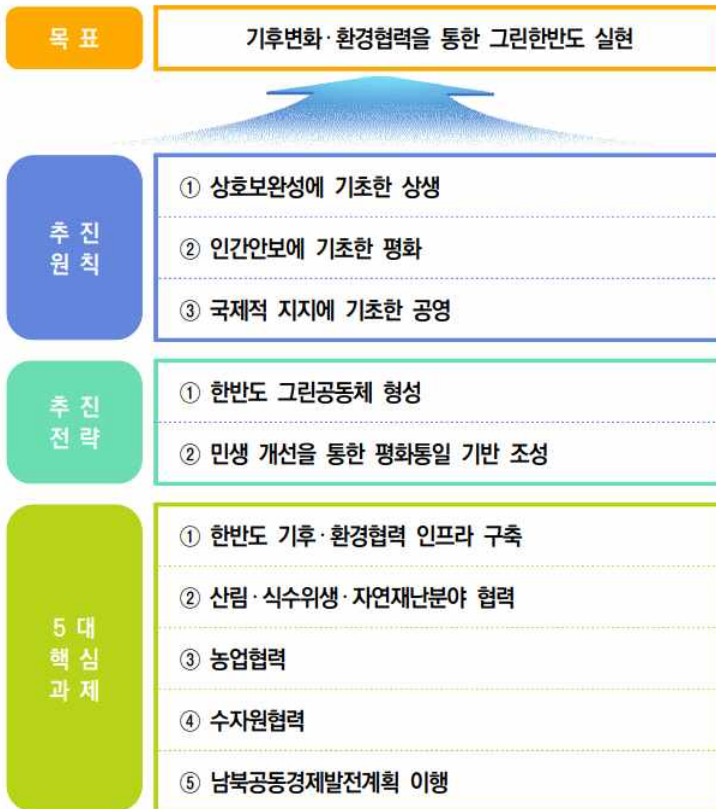 목 표
기후변화·환경협력을 통한 그린한반도 실현
추 진
원 칙
① 상호보완성에 기초한 상생
② 인간안보에 기초한 평화
③ 국제적 지지에 기초한 공영
추 진
전 략
① 한반도 그린공동체 형성
② 민생 개선을 통한 평화통일 기반 조성
5 대
핵 심
과 제
① 한반도 기후·환경협력 인프라 구축
② 산림·식수위생·자연재난분야 협력
③ 농업협력
④ 수자원협력
⑤ 남북공동경제발전계획 이행